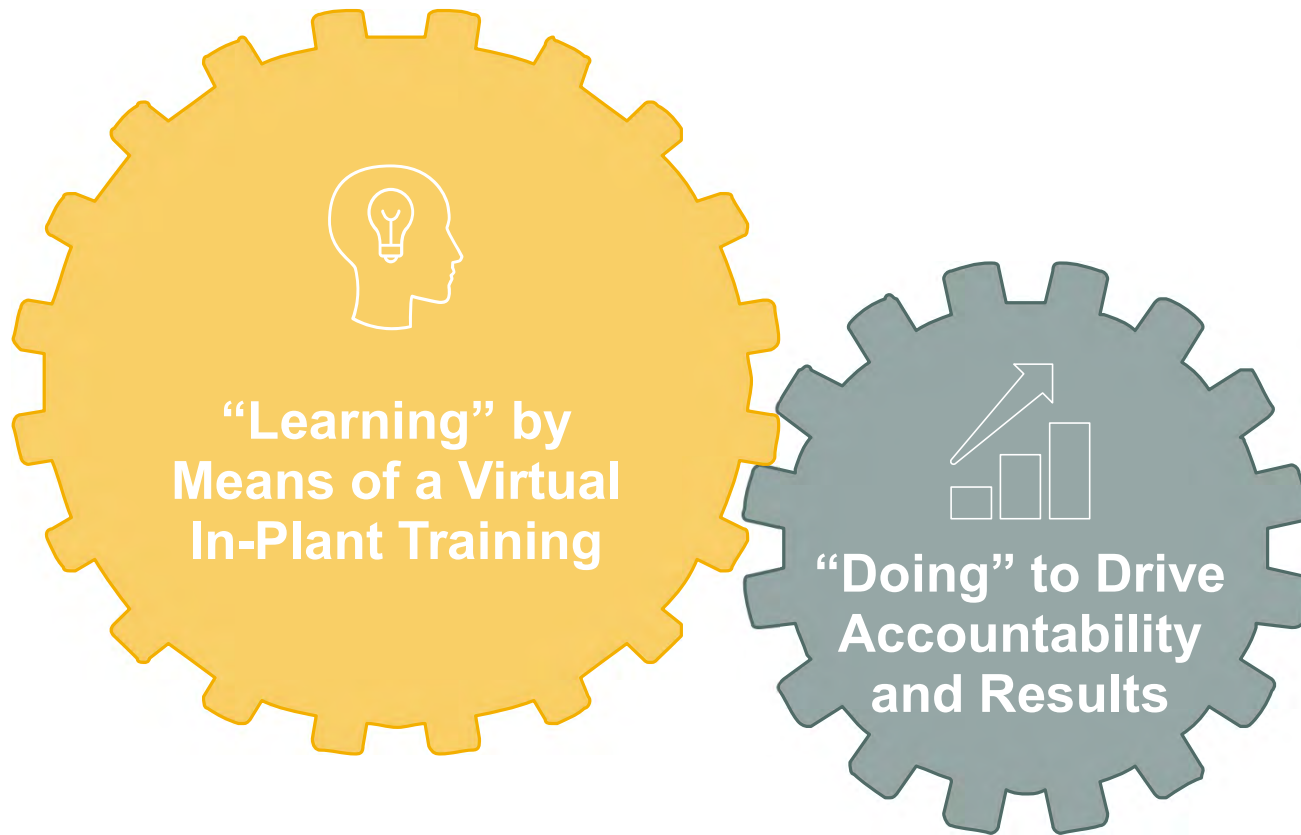 “Learning” by
Means of a Virtual
In-Plant Training
“Doing” to Drive
Accountability
and Results